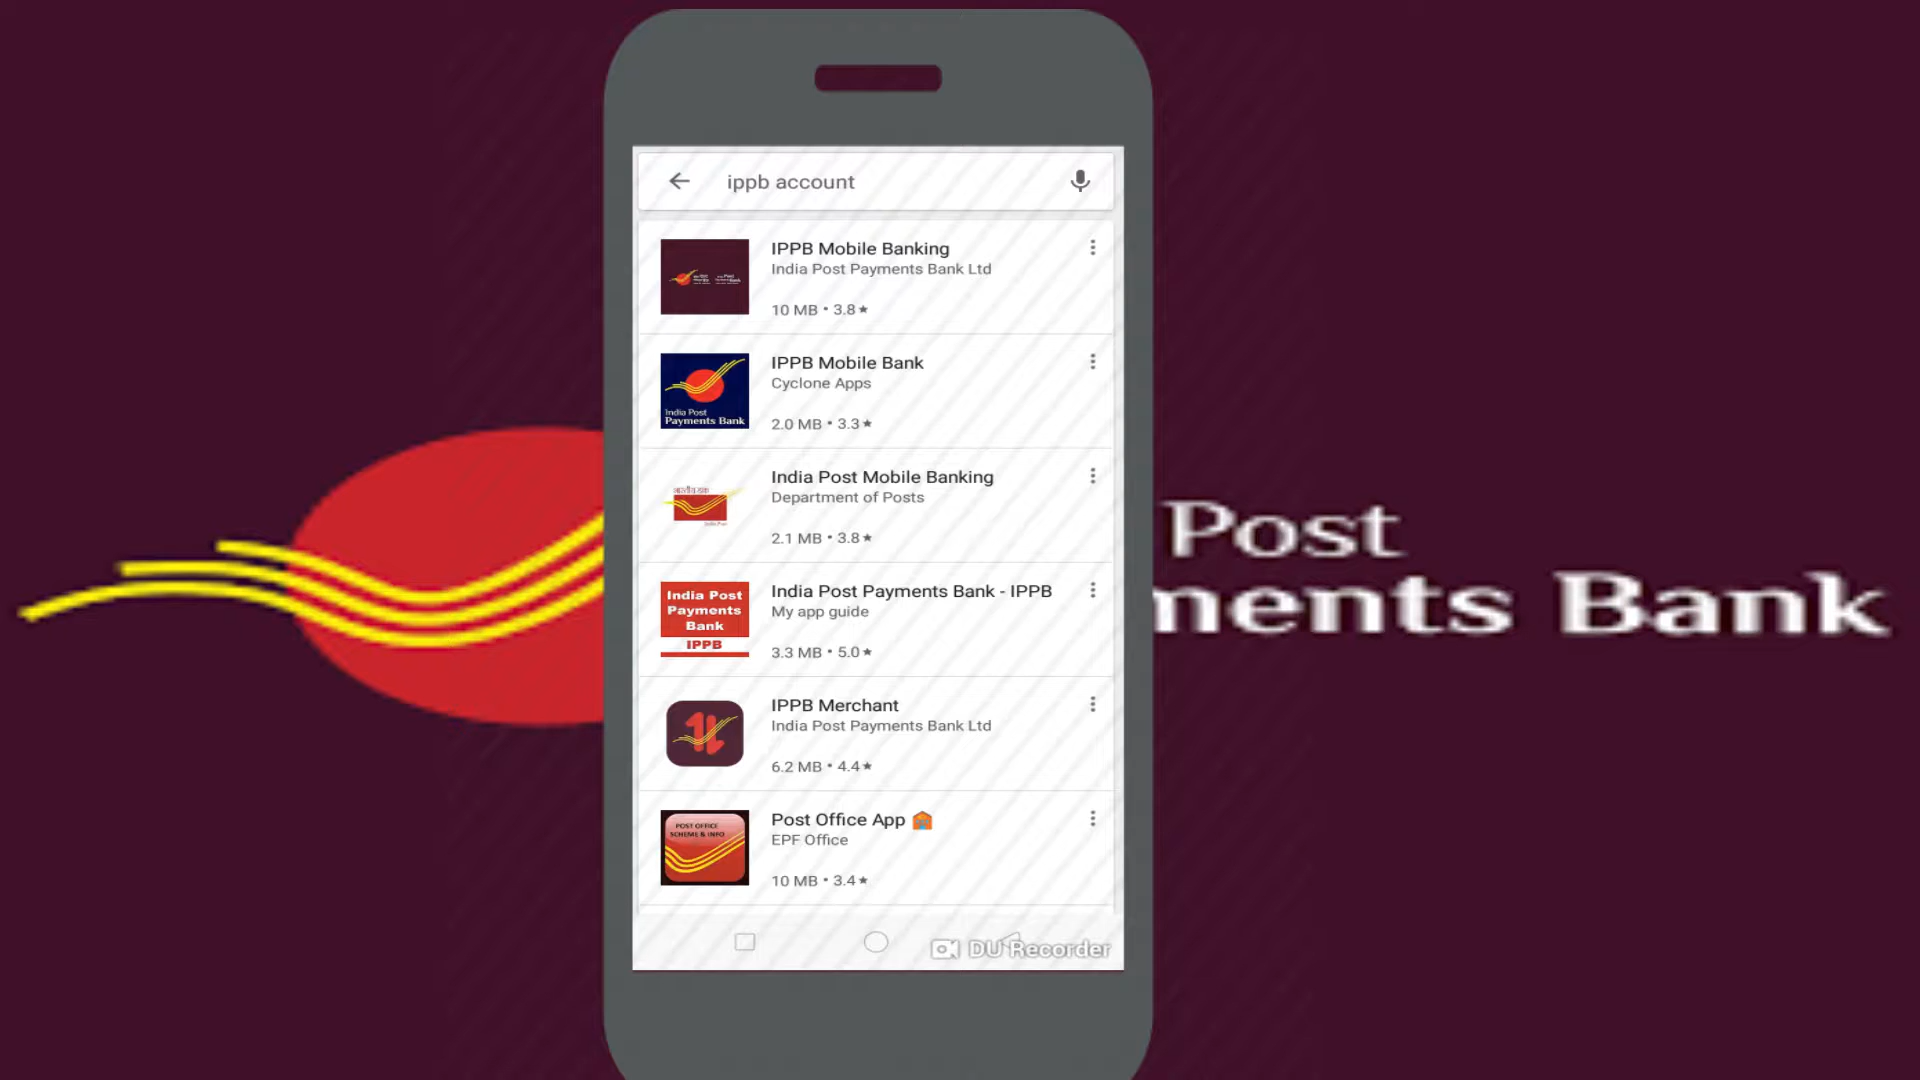 ippb account
IPPB Mobile Banking
India Post Payments Bank Ltd
10 MB • 3.8★
India Post
Payments Bank
IPPB Mobile Bank
Cyclone Apps
2.0 MB • 3.3★
India Post Mobile Banking
Department of Posts
2.1 MB • 3.8★
India Post
Payments
Bank
IPPB
India Post Payments Bank - IPPB
My app guide
3.3 MB • 5.0★
IPPB Merchant
India Post Payments Bank Ltd
6.2 MB • 4.4★
POST OFFICE
SCHEME & INFO
Post Office App
EPF Office
10 MB • 3.4★
DU Recorder
Post
ments Bank